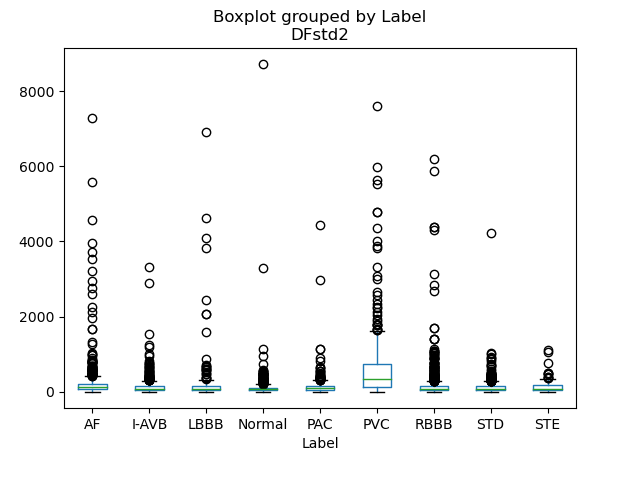 Boxplot grouped by Label
DFstd2
8000
6000
4000
2000
0
AF I-AVB LBBB Normal PAC PVC RBBB STD STE
Label